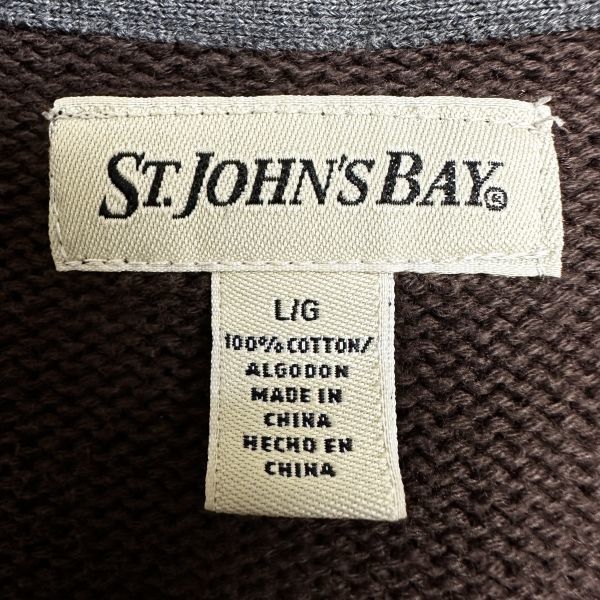 ST. JOHN'S BAY®
L/G
100% COTTON/
ALGODON
MADE IN
CHINA
HECHO EN
CHINA